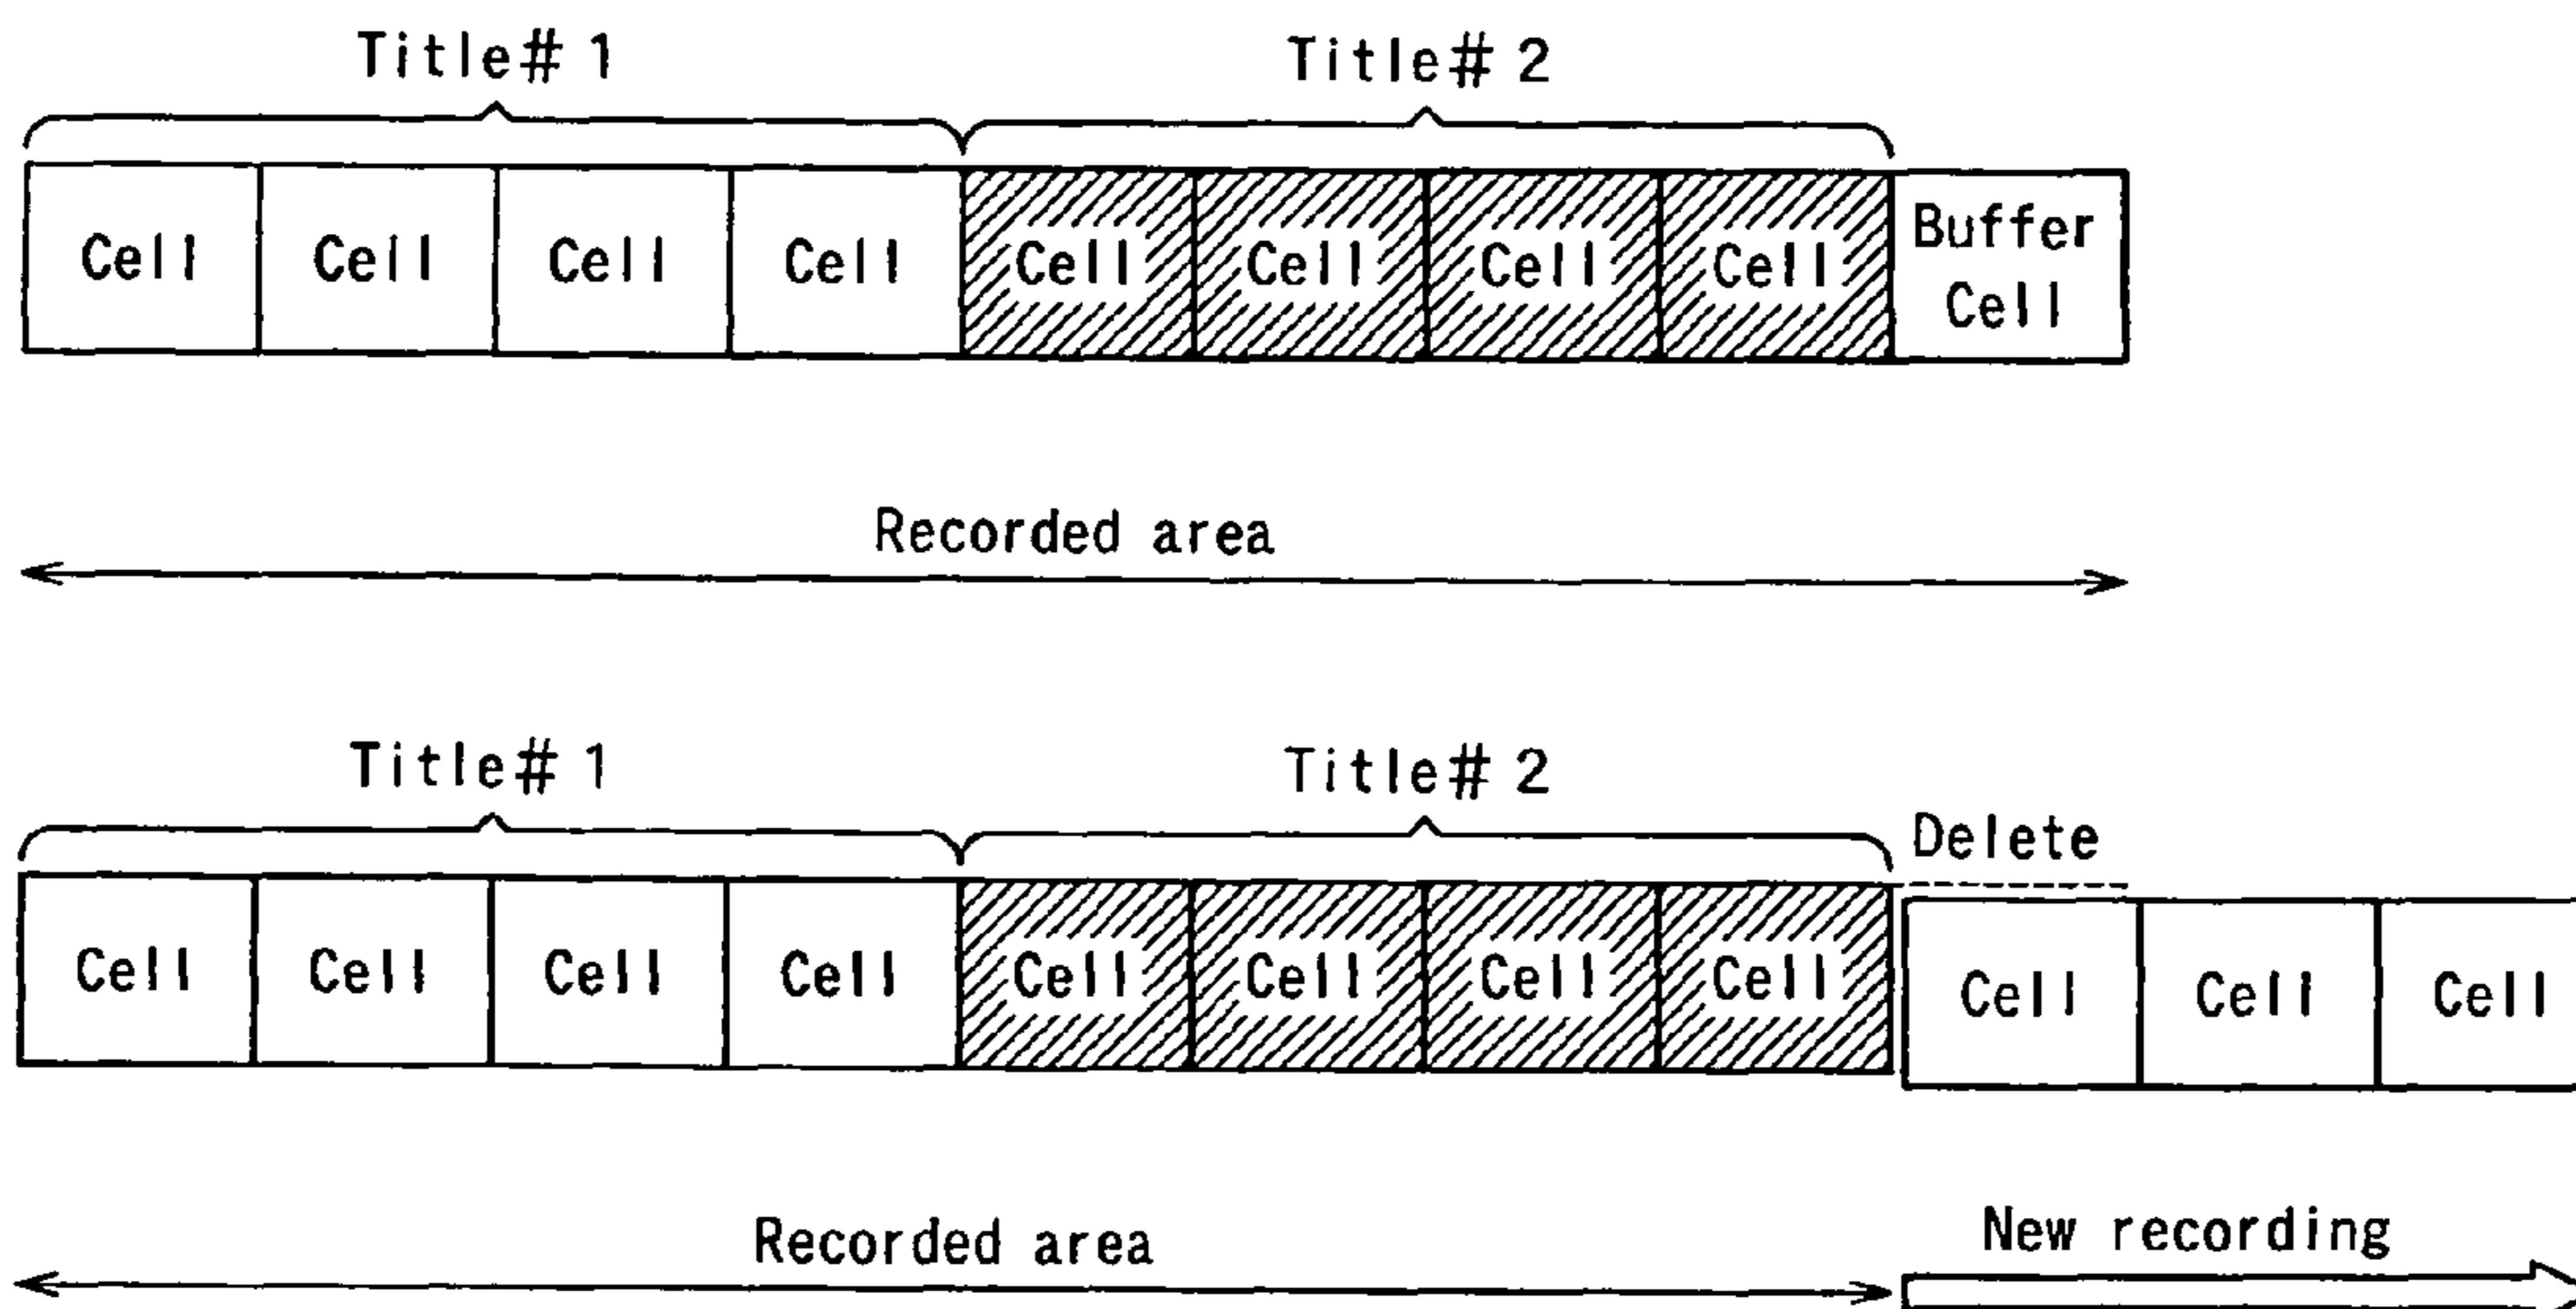 Title# 1 Title# 2
Cell Cell Cell Cell Cell Cell Cell Cell Buffer
Cell
Recorded area
Title# 1 Title# 2
Delete
Cell Cell Cell Cell Cell Cell Cell Cell Cell Cell Cell
Recorded area New recording